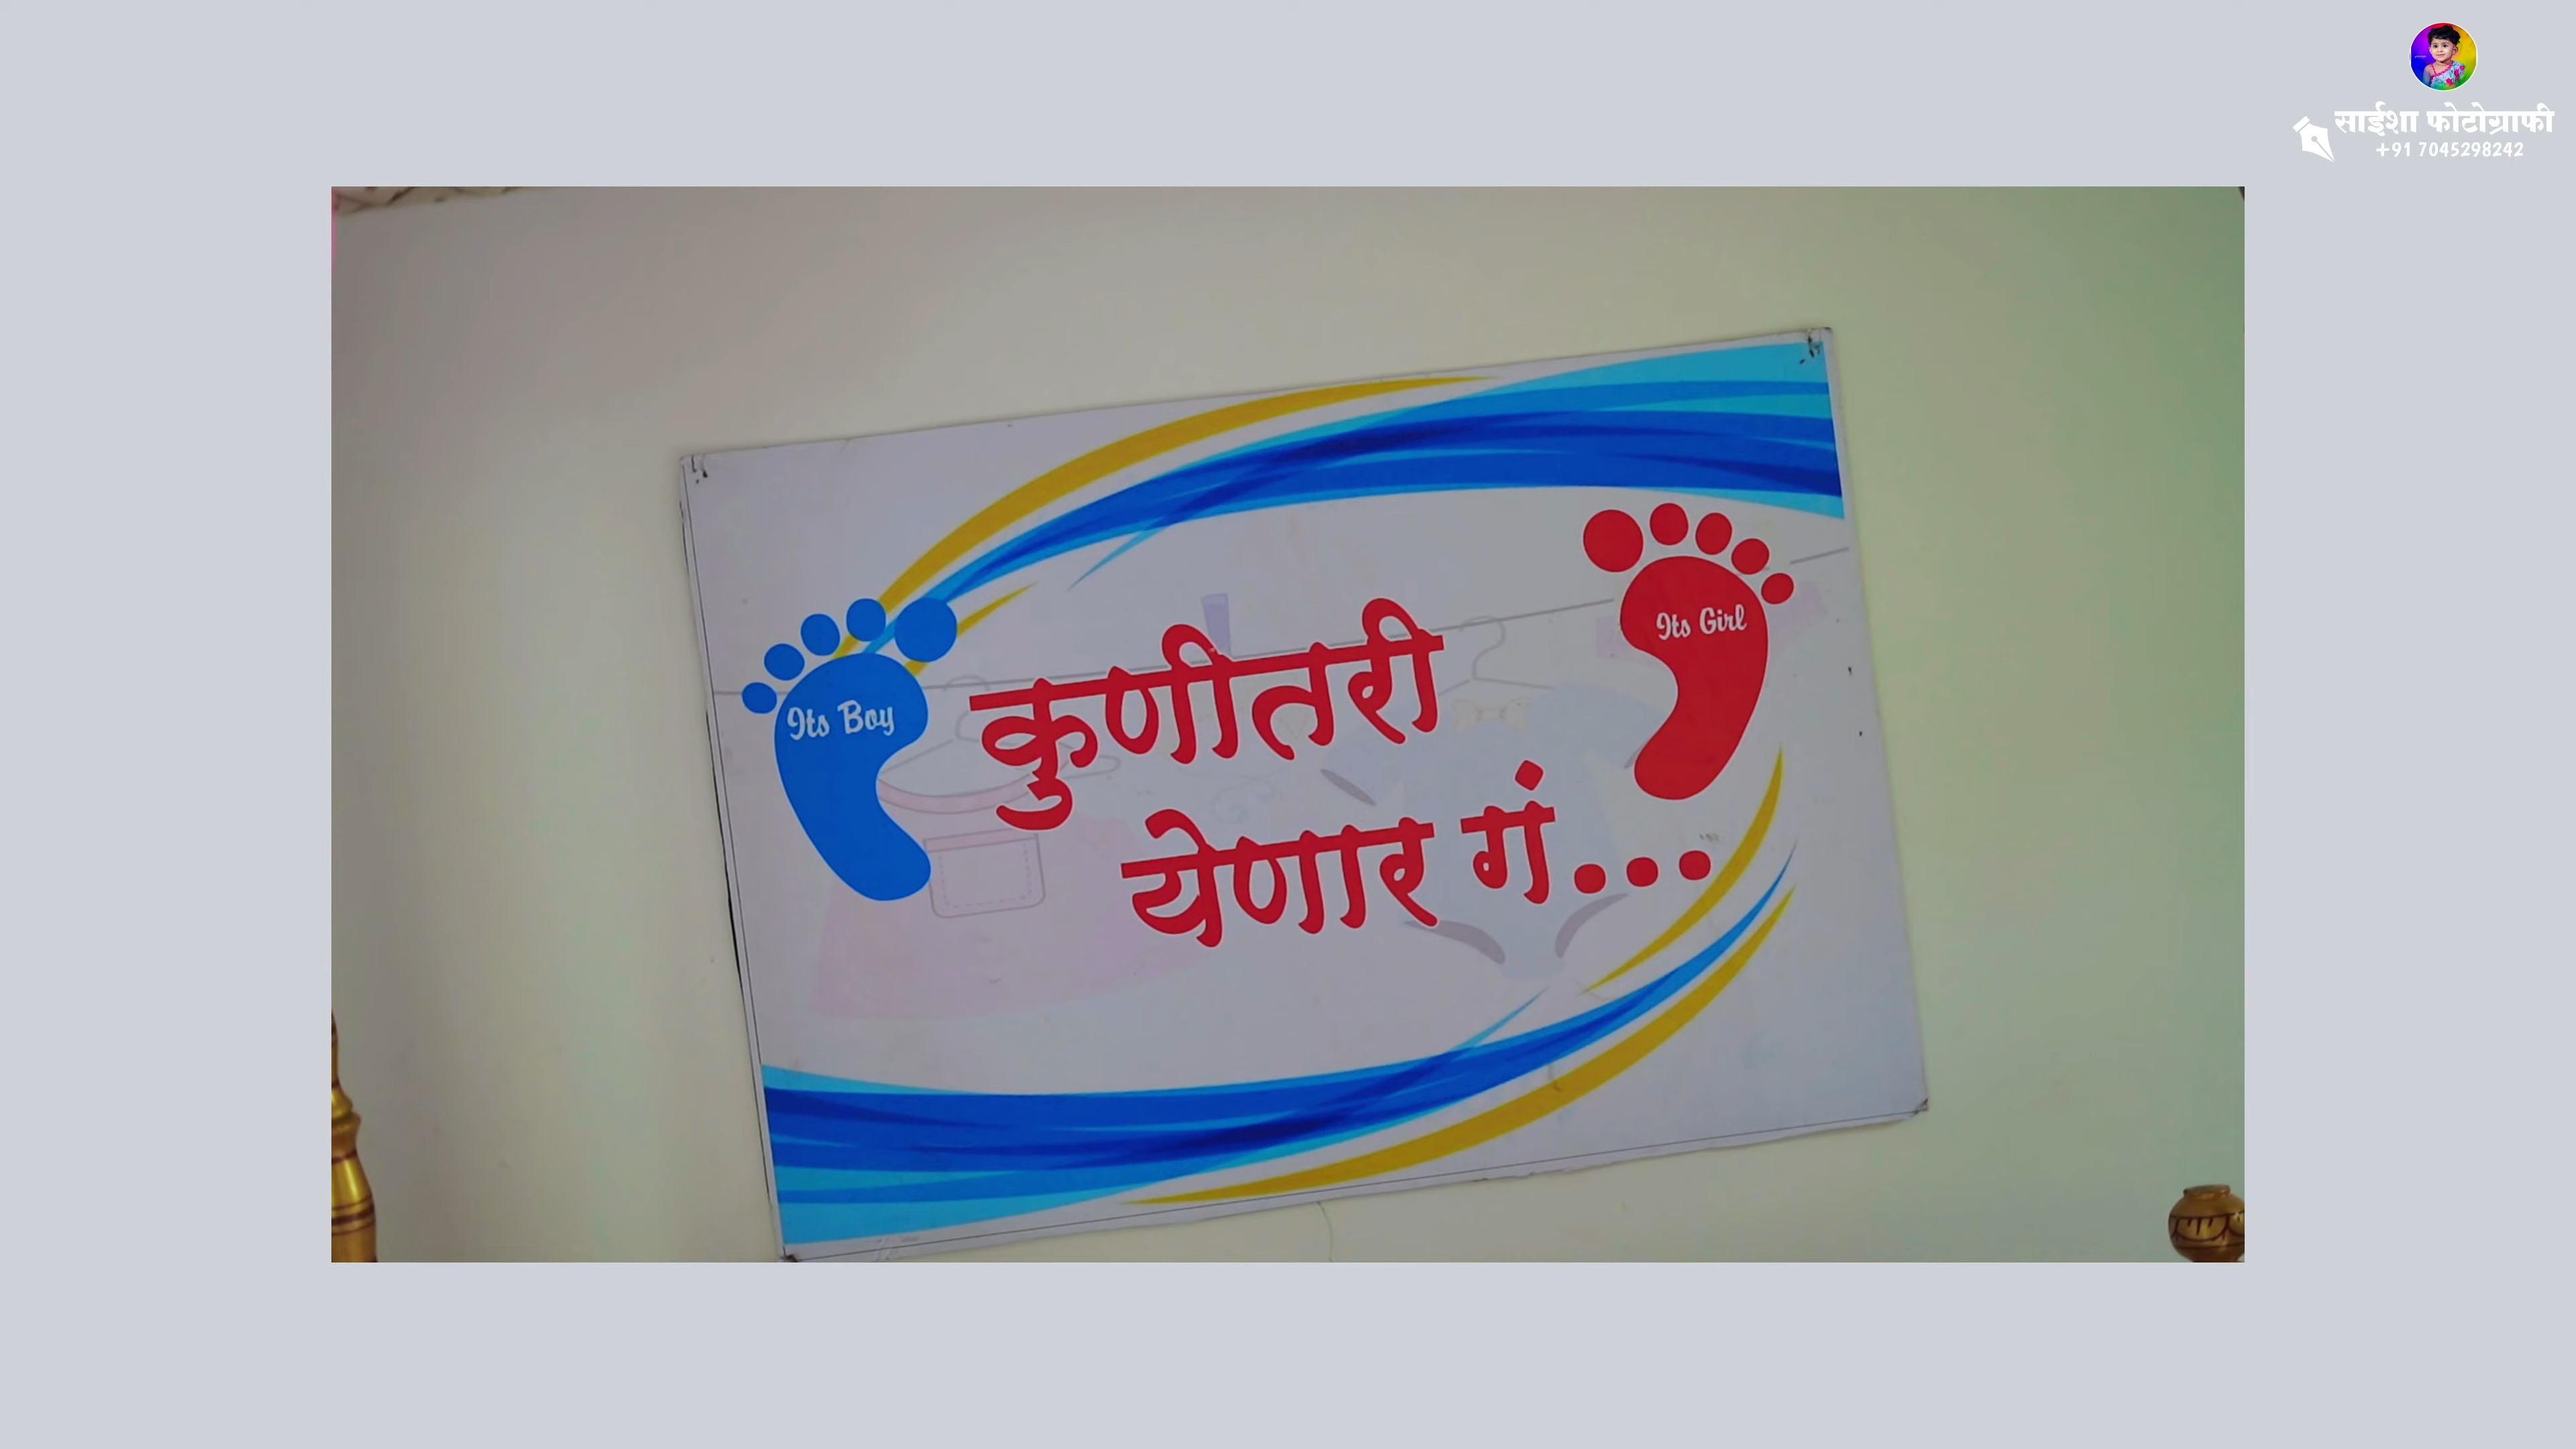 साईशा फोटोग्राफी
+91 7045298242
Its Boy
Its Girl
कुणीतरी
येणार गं...